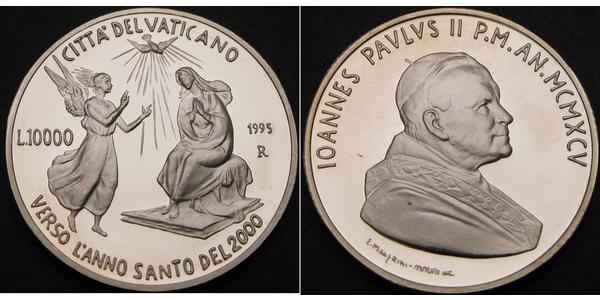 CITTÀ DEL VATICANO
L.10000
1995
R
VERSO L'ANNO SANTO DEL 2000
IOANNES PAVLVS II P.M. AN. MCMXCV